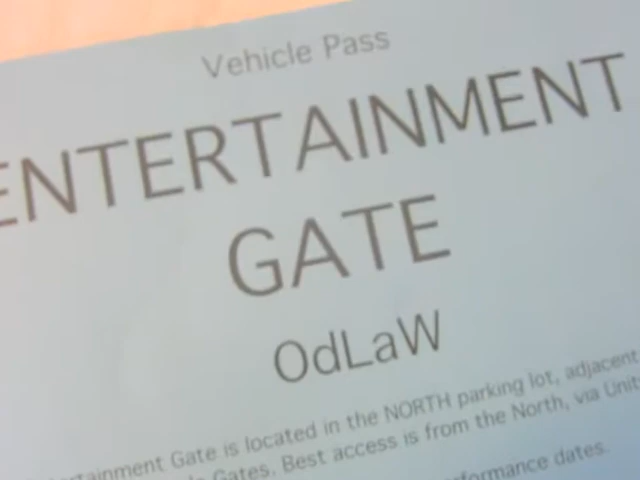 Vehicle Pass
ENTERTAINMENT
GATE
OdLaW
Gate is located in the NORTH parking lot, adjacent
Gates. Best access is from the North, via
dates.